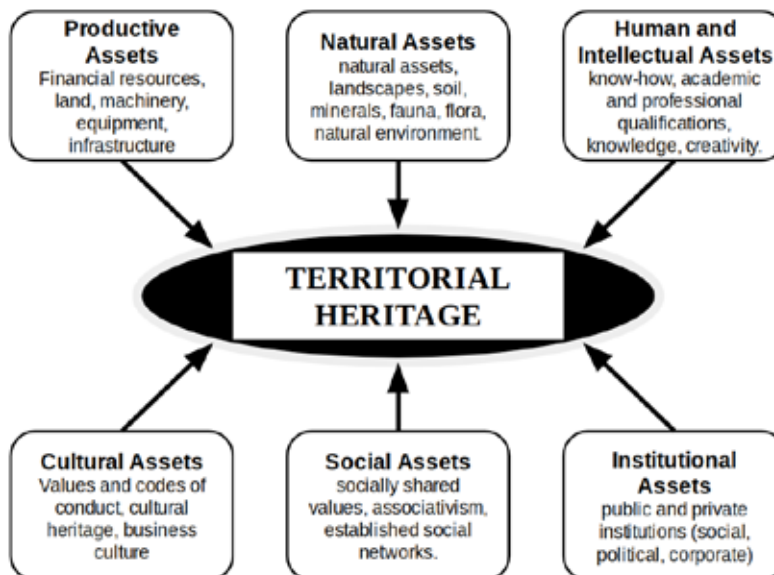 Productive
Assets
Financial resources,
land, machinery,
equipment,
infrastructure
Natural Assets
natural assets,
landscapes, soil,
minerals, fauna, flora,
natural environment.
Human and
Intellectual Assets
know-how, academic
and professional
qualifications,
knowledge, creativity.
TERRITORIAL
HERITAGE
Cultural Assets
Values and codes of
conduct, cultural
heritage, business
culture
Social Assets
socially shared
values, associativism,
established social
networks.
Institutional
Assets
public and private
institutions (social,
political, corporate)